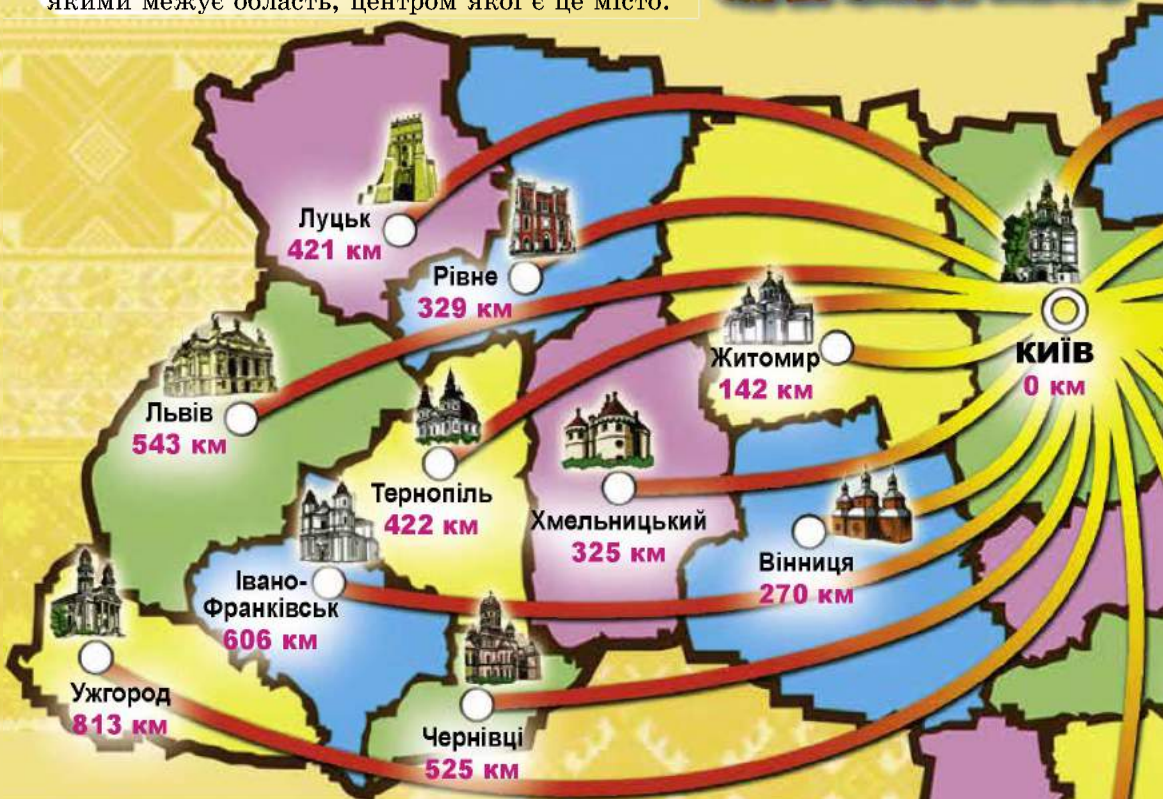 якими межує область, центром якої є це місто.
Луцьк
421 км
Рівне
329 км
Житомир
142 км
КИЇВ
0 км
Львів
543 км
Тернопіль
422 км
Хмельницький
325 км
Вінниця
270 км
Івано-
Франківськ
606 км
Ужгород
813 км
Чернівці
525 км